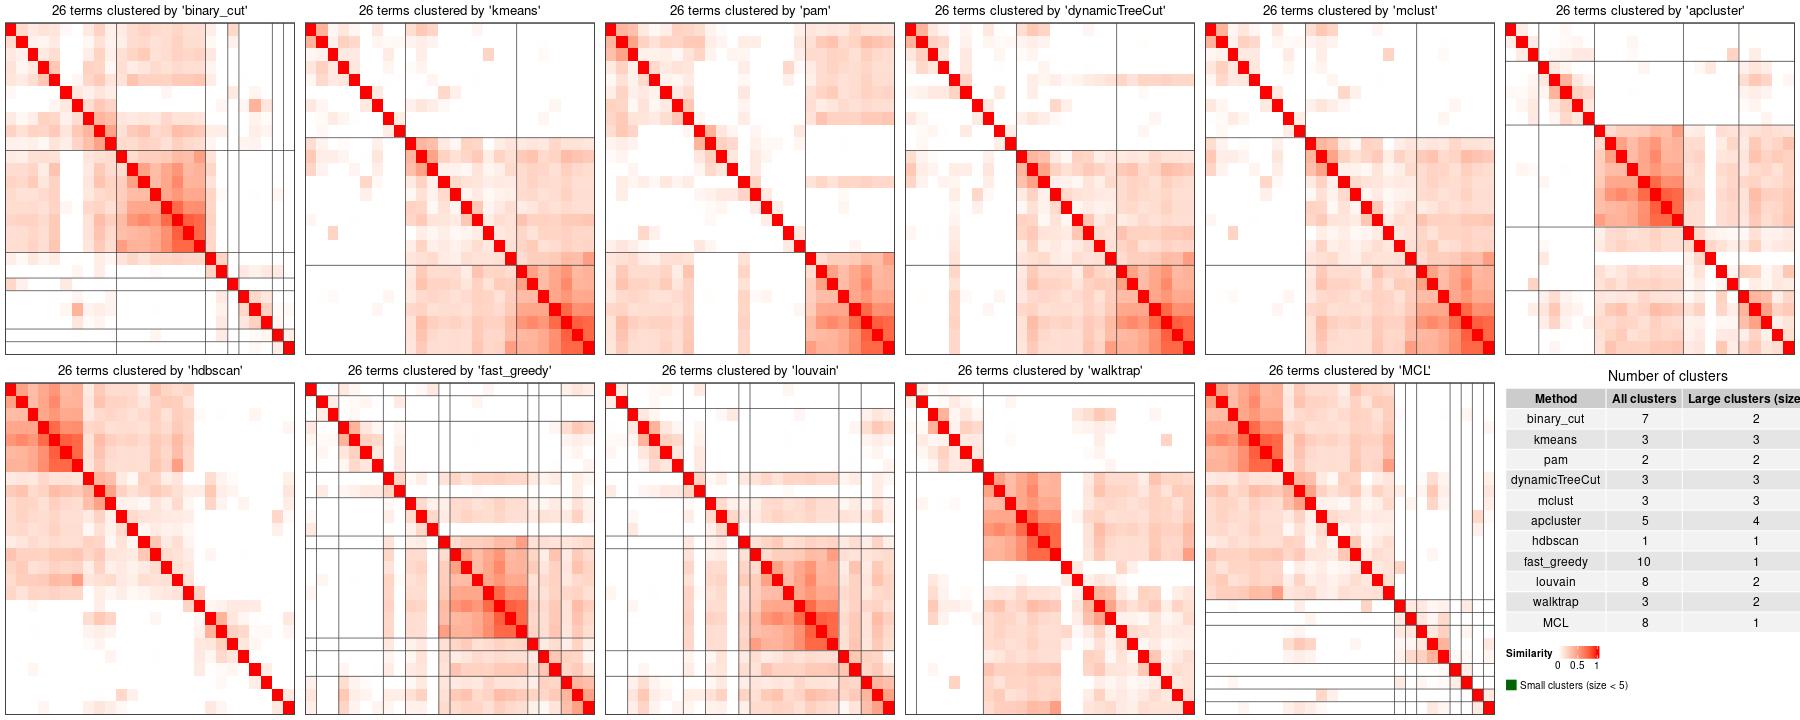 26 terms clustered by 'binary_cut'
26 terms clustered by 'kmeans'
26 terms clustered by 'pam'
26 terms clustered by 'dynamicTreeCut'
26 terms clustered by 'mclust'
26 terms clustered by 'apcluster'
26 terms clustered by 'hdbscan'
26 terms clustered by 'fast_greedy'
26 terms clustered by 'louvain'
26 terms clustered by 'walktrap'
26 terms clustered by 'MCL'
Number of clusters
Method All clusters Large clusters (size
binary_cut 7 2
kmeans 3 3
pam 2 2
dynamicTreeCut 3 3
mclust 3 3
apcluster 5 4
hdbscan 1 1
fast_greedy 10 1
louvain 8 2
walktrap 3 2
MCL 8 1
Similarity
0 0.5 1
Small clusters (size < 5)